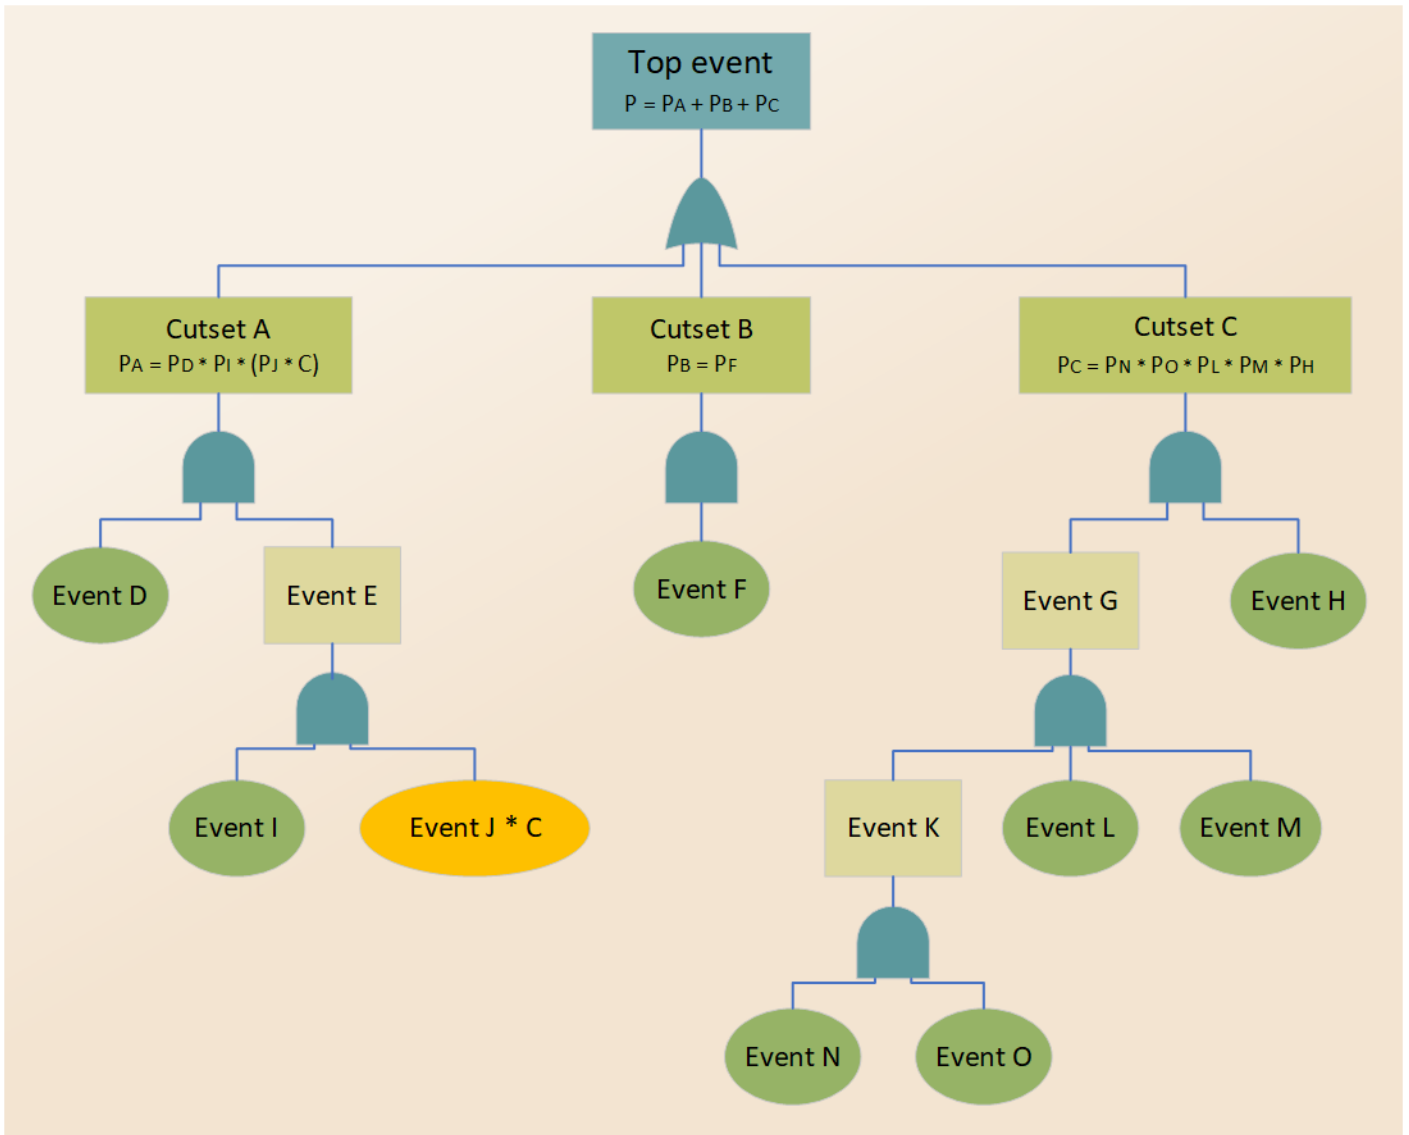 Top event
P = PA + PB + PC
Cutset A
PA = PD * PI * (PJ * C)
Cutset B
PB = PF
Cutset C
PC = PN * PO * PL * PM * PH
Event D
Event E
Event F
Event G
Event H
Event I
Event J * C
Event K
Event L
Event M
Event N
Event O